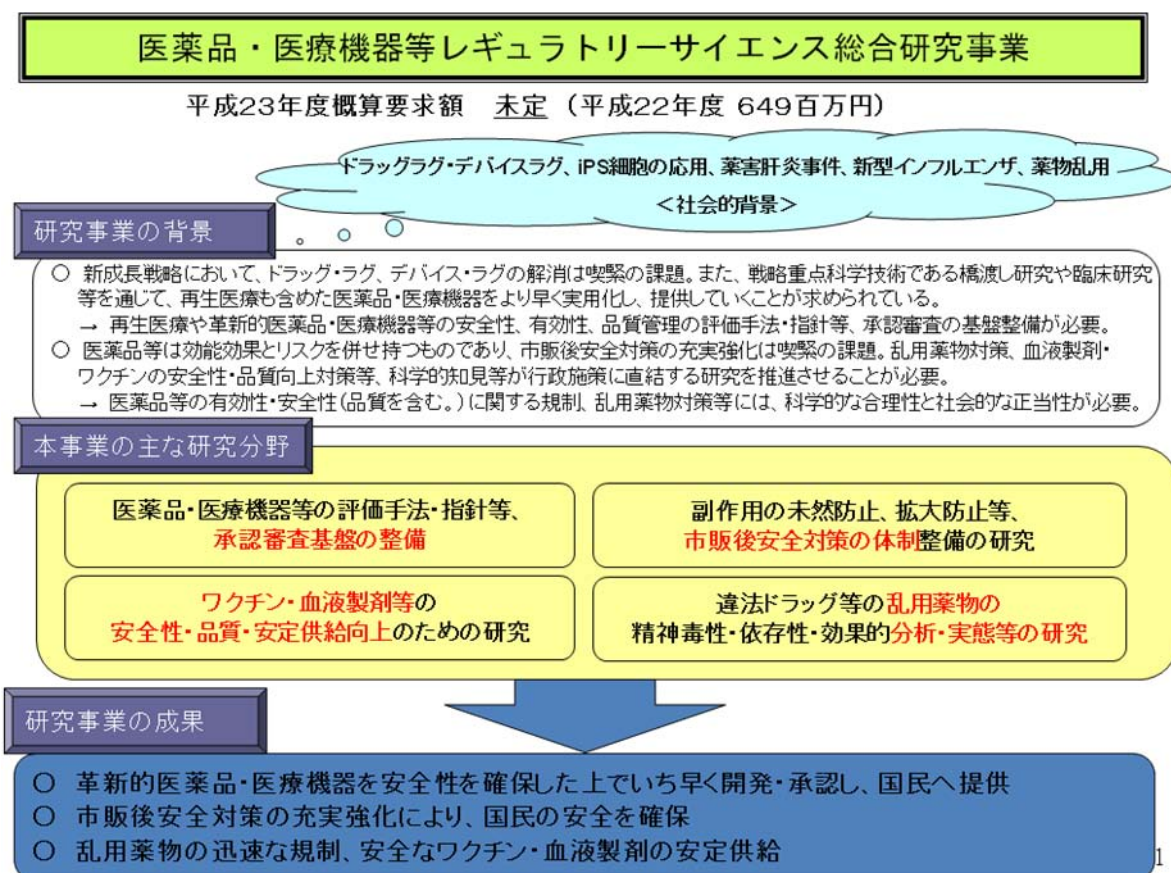 医薬品・医療機器等レギュラトリーサイエンス総合研究事業
平成23年度概算要求額　未定（平成22年度 649百万円）
ドラッグラグ・デバイスラグ、iPS細胞の応用、薬害肝炎事件、新型インフルエンザ、薬物乱用
＜社会的背景＞
研究事業の背景
○ 新成長戦略において、ドラッグ・ラグ、デバイス・ラグの解消は喫緊の課題。また、戦略重点科学技術である橋渡し研究や臨床研究
等を通じて、再生医療も含めた医薬品・医療機器をより早く実用化し、提供していくことが求められている。
→ 再生医療や革新的医薬品・医療機器等の安全性、有効性、品質管理の評価手法・指針等、承認審査の基盤整備が必要。
○ 医薬品等は効能効果とリスクを併せ持つものであり、市販後安全対策の充実強化は喫緊の課題。乱用薬物対策、血液製剤・
ワクチンの安全性・品質向上対策等、科学的知見等が行政施策に直結する研究を推進させることが必要。
→ 医薬品等の有効性・安全性（品質を含む。）に関する規制、乱用薬物対策等には、科学的な合理性と社会的な正当性が必要。
本事業の主な研究分野
医薬品・医療機器等の評価手法・指針等、
承認審査基盤の整備
副作用の未然防止、拡大防止等、
市販後安全対策の体制整備の研究
ワクチン・血液製剤等の
安全性・品質・安定供給向上のための研究
違法ドラッグ等の乱用薬物の
精神毒性・依存性・効果的分析・実態等の研究
研究事業の成果
○ 革新的医薬品・医療機器を安全性を確保した上でいち早く開発・承認し、国民へ提供
○ 市販後安全対策の充実強化により、国民の安全を確保
○ 乱用薬物の迅速な規制、安全なワクチン・血液製剤の安定供給
1